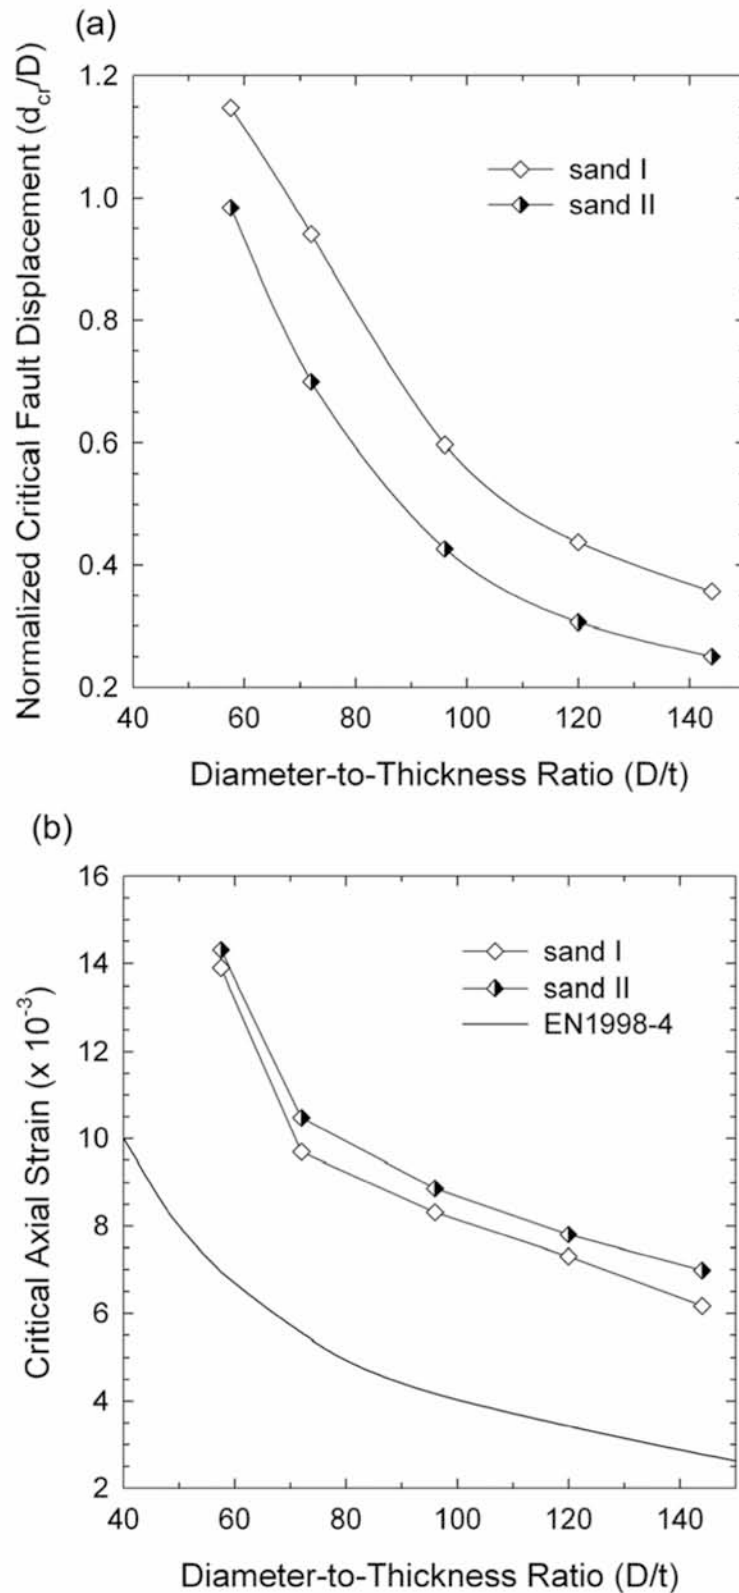 (a)
Normalized Critical Fault Displacement (d_cr/D)
1.2
1.0
0.8
0.6
0.4
0.2
sand I
sand II
40 60 80 100 120 140
Diameter-to-Thickness Ratio (D/t)
(b)
Critical Axial Strain (x 10^-3)
16
14
12
10
8
6
4
2
sand I
sand II
EN1998-4
40 60 80 100 120 140
Diameter-to-Thickness Ratio (D/t)